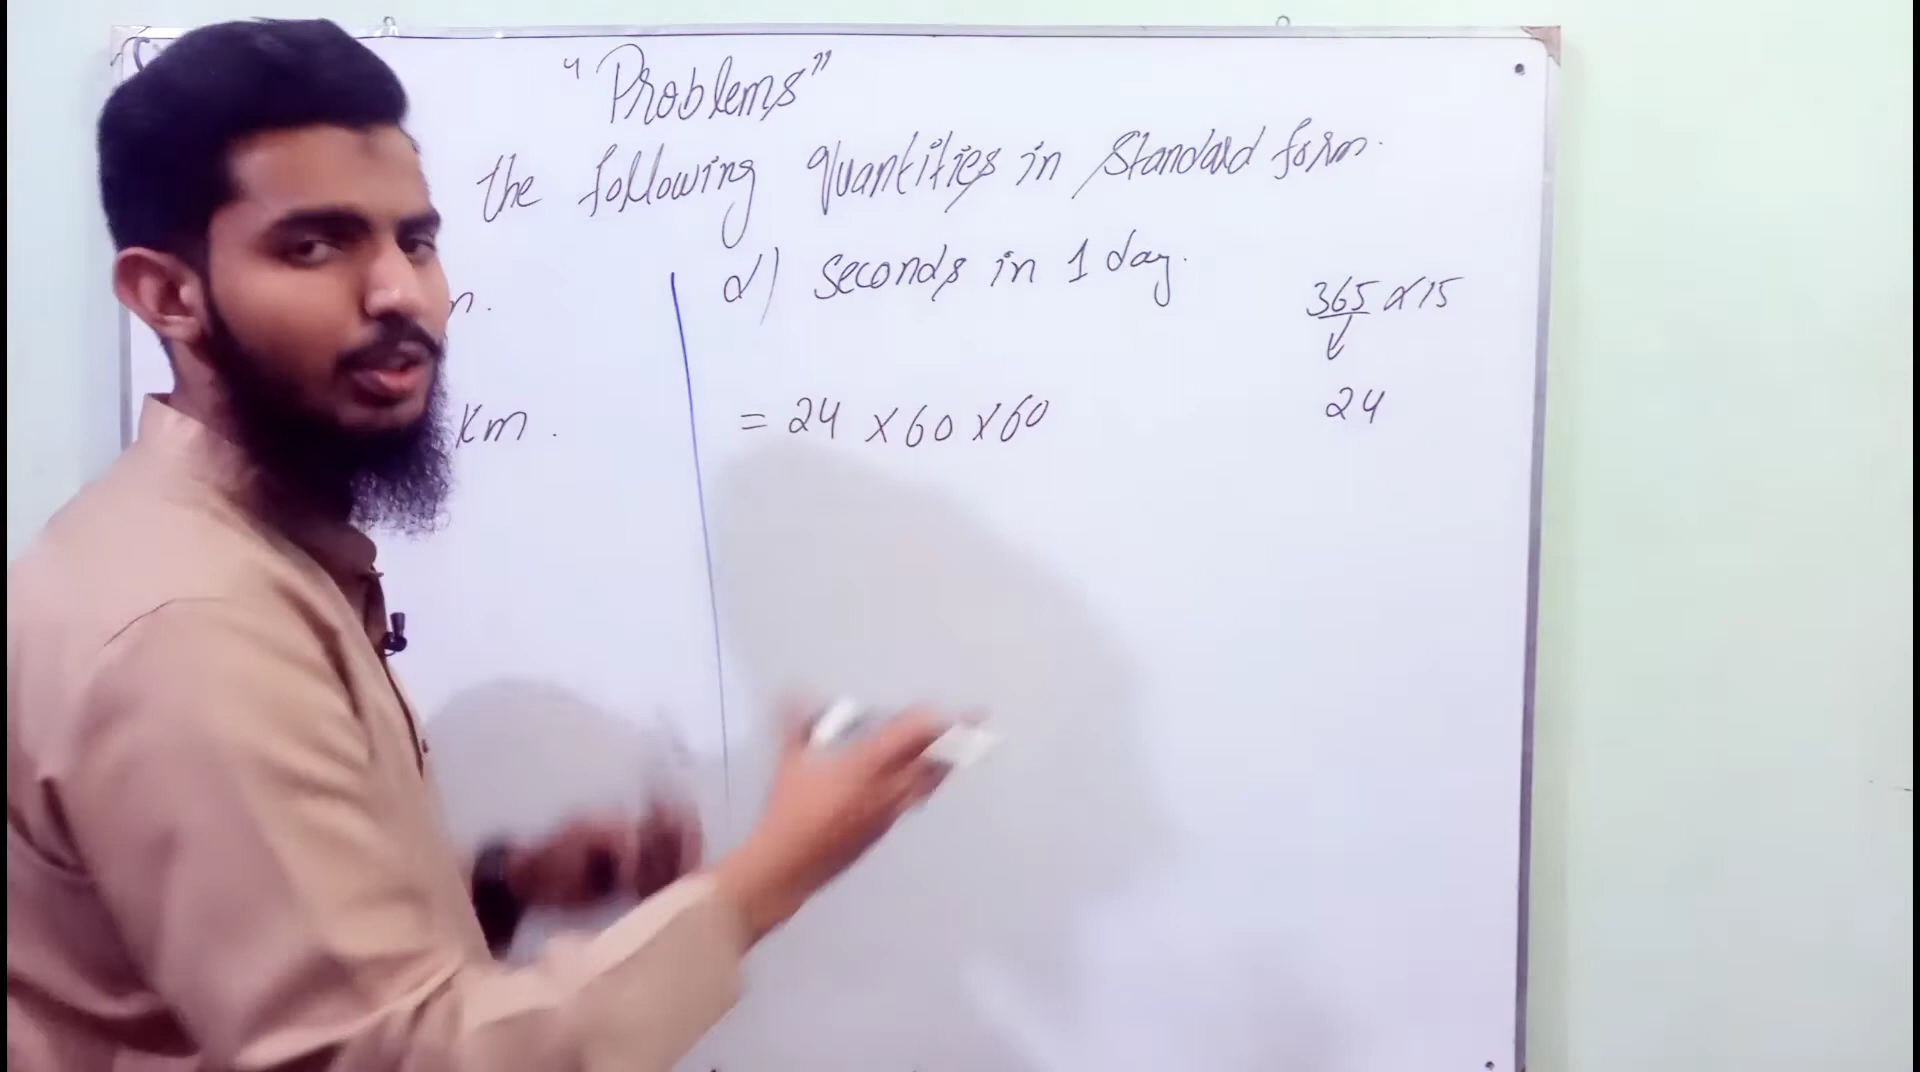 "Problems"
the following quantities in standard form.
d) seconds in 1 day.
365 x 15
n.
24
Km.
= 24 x 60 x 60